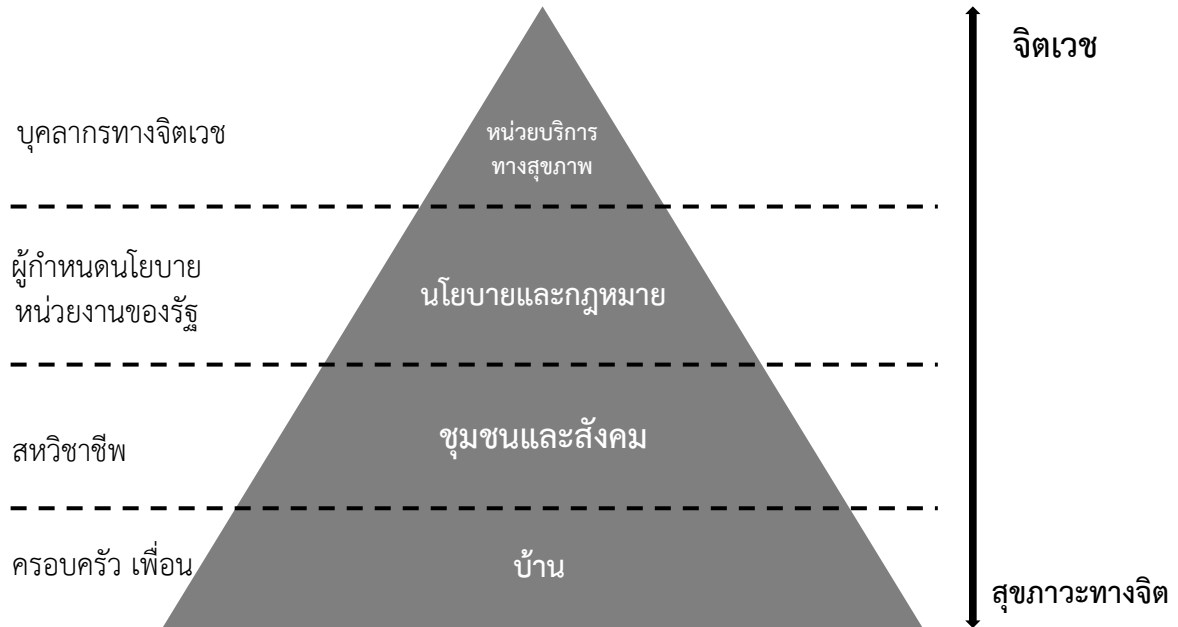 จิตเวช
บุคลากรทางจิตเวช
หน่วยบริการ
ทางสุขภาพ
ผู้กำหนดนโยบาย
หน่วยงานของรัฐ
นโยบายและกฎหมาย
สหวิชาชีพ
ชุมชนและสังคม
ครอบครัว เพื่อน
บ้าน
สุขภาวะทางจิต